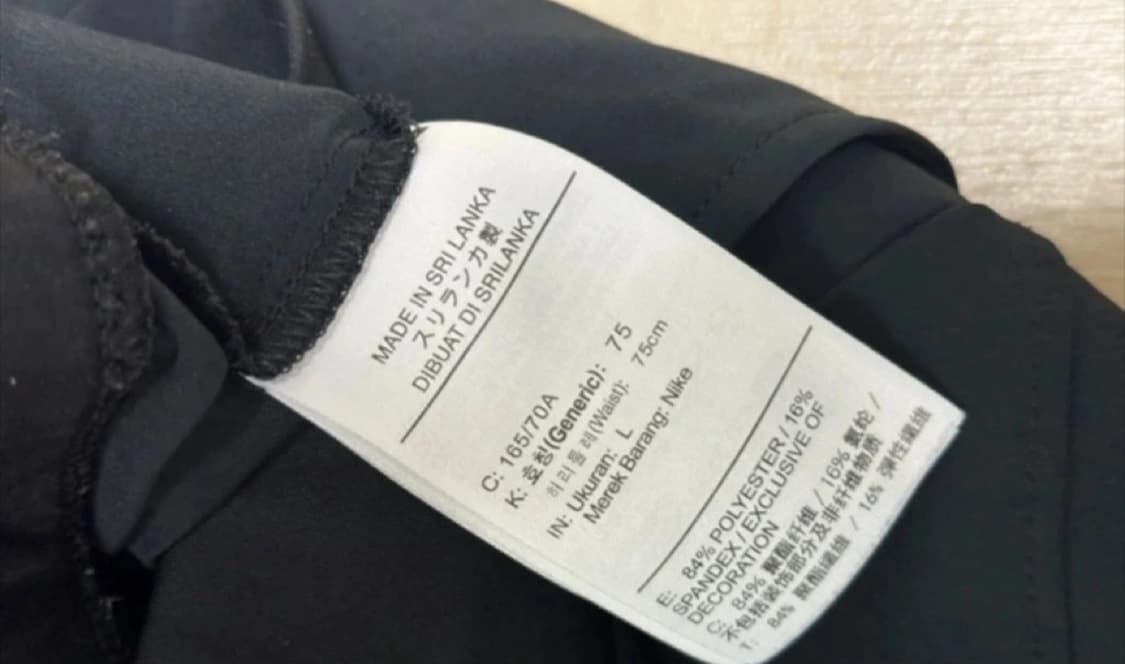 MADE IN SRI LANKA
スリランカ製
DIBUAT DI SRILANKA
C: 165/70A
K: 호칭(Generic): 75
허리둘레(Waist): 75cm
IN: Ukuran: L
Merek Barang: Nike
E: 84% POLYESTER / 16%
SPANDEX / EXCLUSIVE OF
DECORATION
C: 84% 聚酯纤维 / 16% 氨纶 /
不包括装饰部分及非纤维物质 /
T: 84% 聚酯纖維 / 16% 彈性纖維